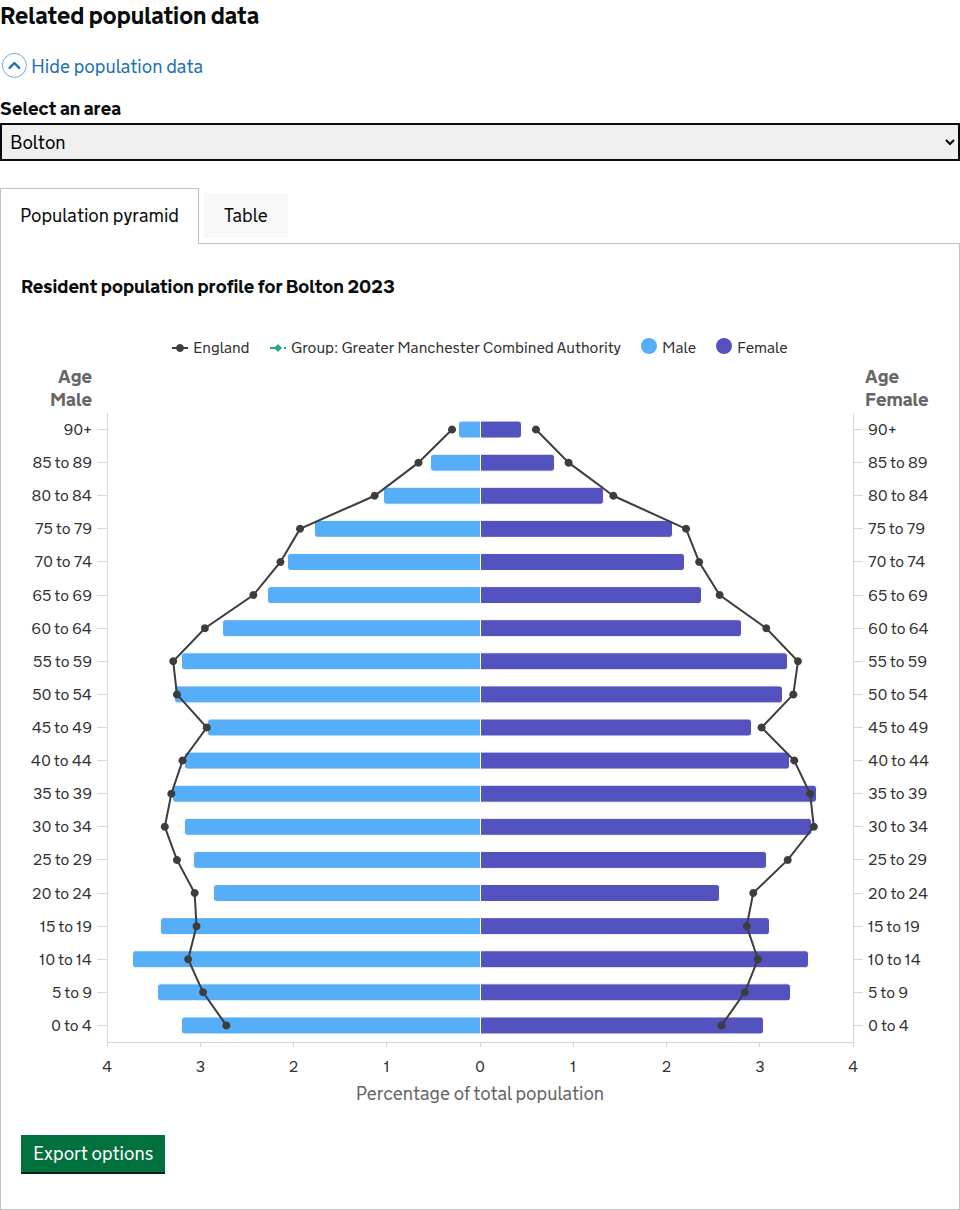 Related population data
Hide population data
Select an area
Bolton
Population pyramid
Table
Resident population profile for Bolton 2023
England Group: Greater Manchester Combined Authority Male Female
Age Male
Age Female
90+ 90+
85 to 89 85 to 89
80 to 84 80 to 84
75 to 79 75 to 79
70 to 74 70 to 74
65 to 69 65 to 69
60 to 64 60 to 64
55 to 59 55 to 59
50 to 54 50 to 54
45 to 49 45 to 49
40 to 44 40 to 44
35 to 39 35 to 39
30 to 34 30 to 34
25 to 29 25 to 29
20 to 24 20 to 24
15 to 19 15 to 19
10 to 14 10 to 14
5 to 9 5 to 9
0 to 4 0 to 4
4 3 2 1 0 1 2 3 4
Percentage of total population
Export options